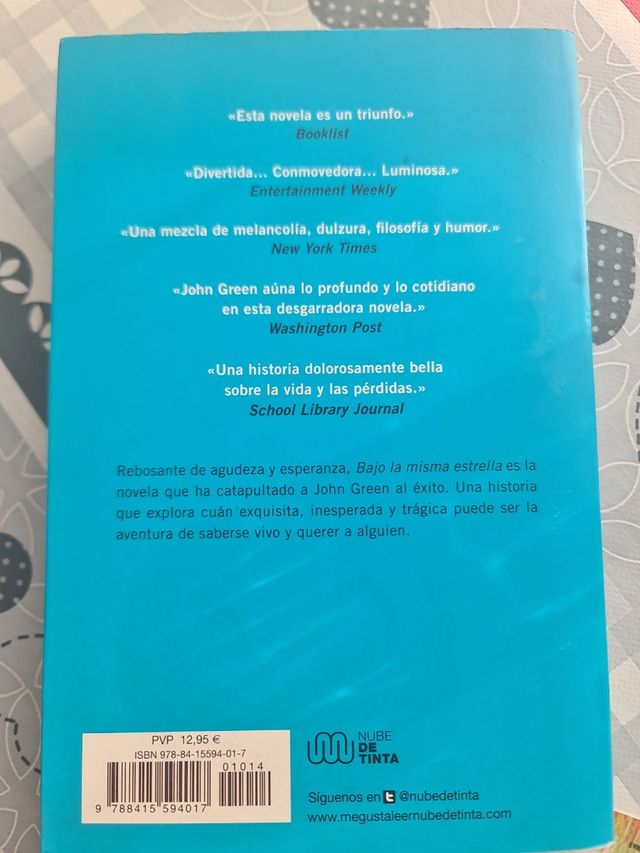 «Esta novela es un triunfo.»
Booklist
«Divertida... Conmovedora... Luminosa.»
Entertainment Weekly
«Una mezcla de melancolía, dulzura, filosofía y humor.»
New York Times
«John Green aúna lo profundo y lo cotidiano
en esta desgarradora novela.»
Washington Post
«Una historia dolorosamente bella
sobre la vida y las pérdidas.»
School Library Journal
Rebosante de agudeza y esperanza, Bajo la misma estrella es la
novela que ha catapultado a John Green al éxito. Una historia
que explora cuán exquisita, inesperada y trágica puede ser la
aventura de saberse vivo y querer a alguien.
PVP 12,95 €
ISBN 978-84-15594-01-7
01014
9 788415 594017
NUBE
DE
TINTA
Síguenos en @nubedetinta
www.megustaleernubedetinta.com